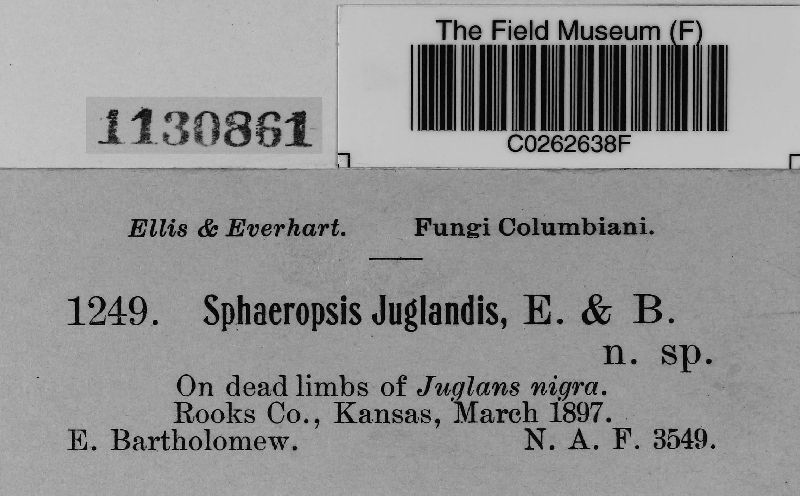 The Field Museum (F)
1130861
C0262638F
Ellis & Everhart. Fungi Columbiani.
1249. Sphaeropsis Juglandis, E. & B.
n. sp.
On dead limbs of Juglans nigra.
Rooks Co., Kansas, March 1897.
E. Bartholomew. N. A. F. 3549.